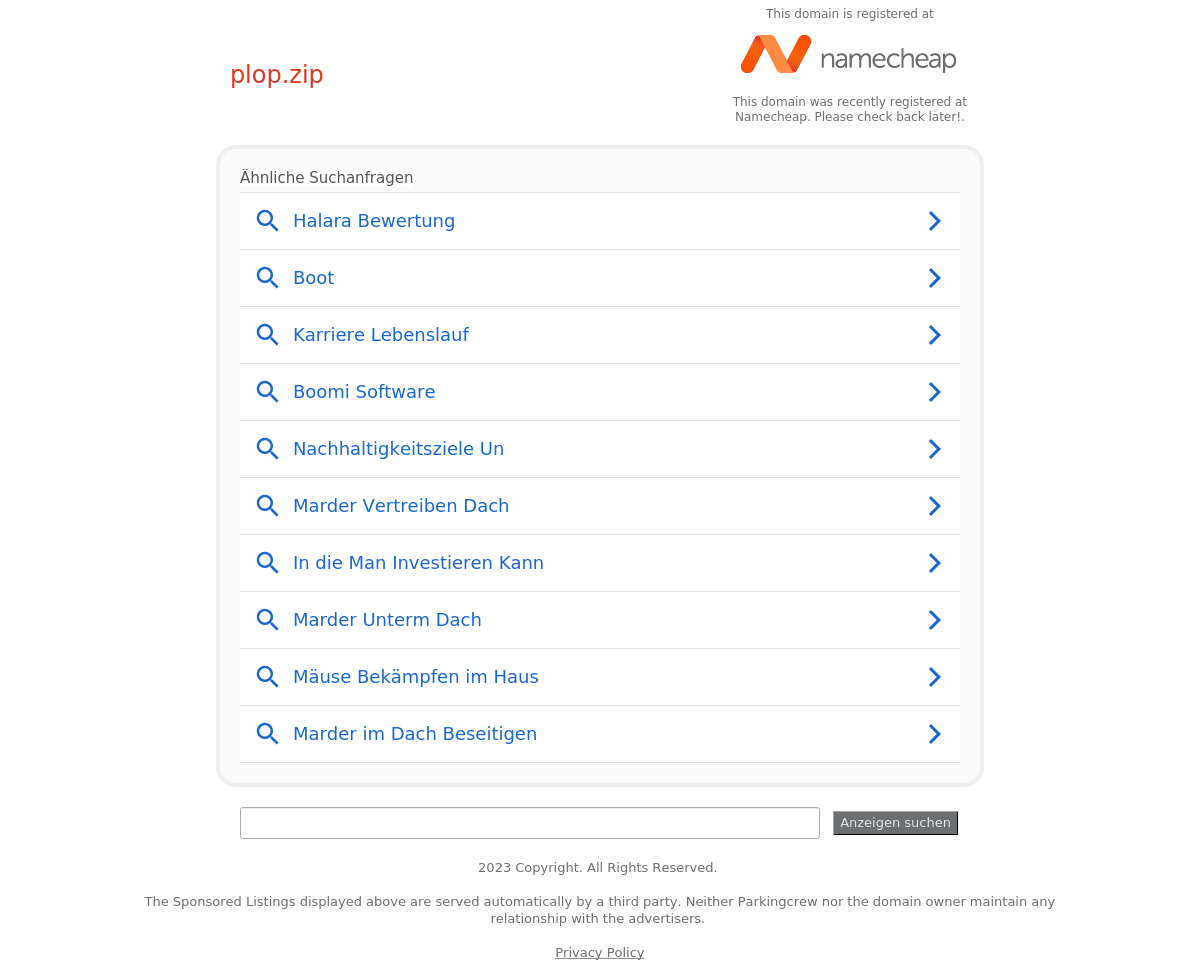 This domain is registered at
namecheap
plop.zip
This domain was recently registered at
Namecheap. Please check back later!.
Ähnliche Suchanfragen
Halara Bewertung
Boot
Karriere Lebenslauf
Boomi Software
Nachhaltigkeitsziele Un
Marder Vertreiben Dach
In die Man Investieren Kann
Marder Unterm Dach
Mäuse Bekämpfen im Haus
Marder im Dach Beseitigen
Anzeigen suchen
2023 Copyright. All Rights Reserved.
The Sponsored Listings displayed above are served automatically by a third party. Neither Parkingcrew nor the domain owner maintain any
relationship with the advertisers.
Privacy Policy